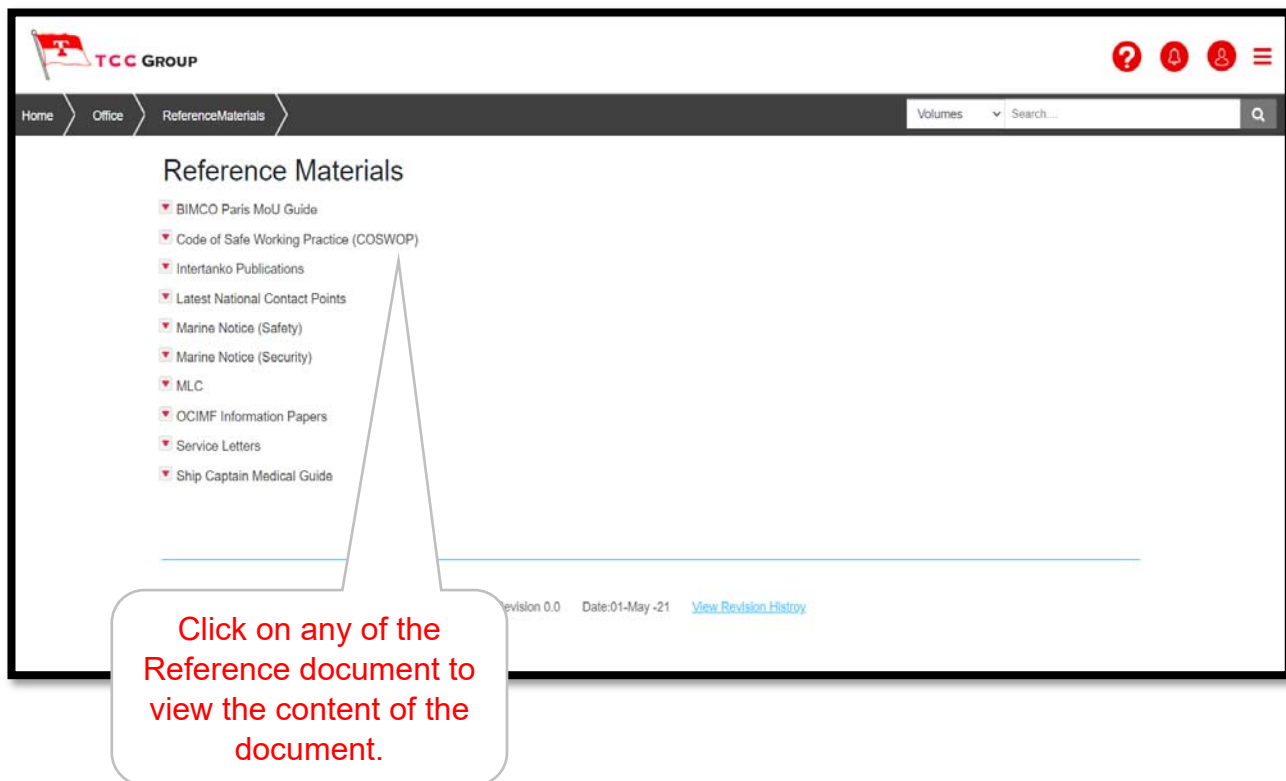 T
TCC GROUP
Home Office ReferenceMaterials Volumes Search....
Reference Materials
BIMCO Paris MoU Guide
Code of Safe Working Practice (COSWOP)
Intertanko Publications
Latest National Contact Points
Marine Notice (Safety)
Marine Notice (Security)
MLC
OCIMF Information Papers
Service Letters
Ship Captain Medical Guide
evision 0.0 Date:01-May -21 View Revision Histroy
Click on any of the
Reference document to
view the content of the
document.